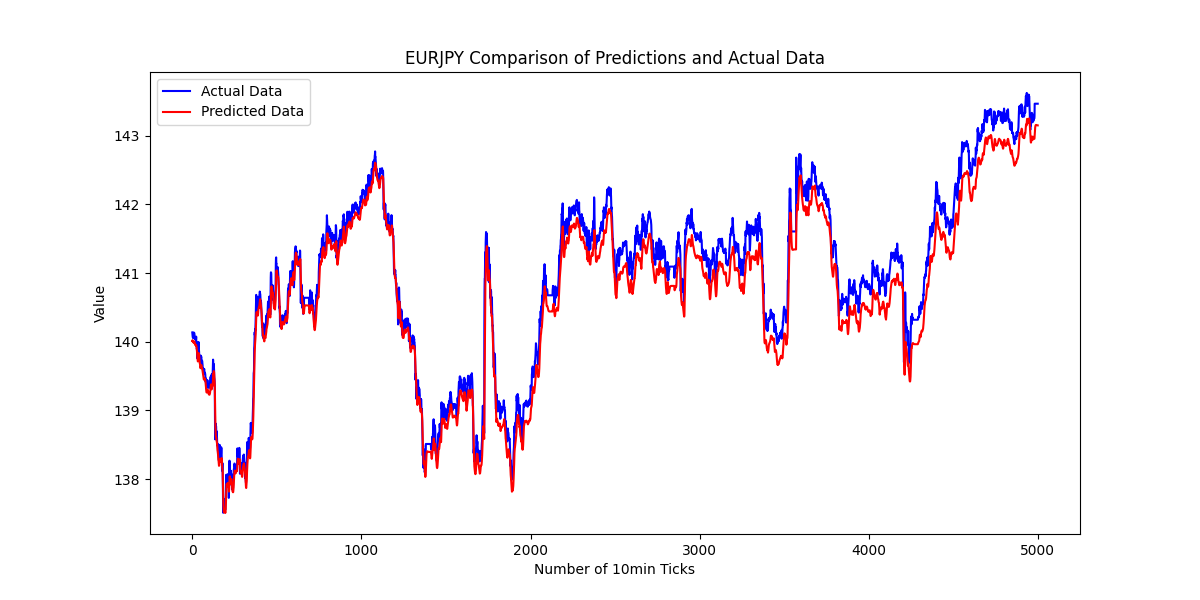 EURJPY Comparison of Predictions and Actual Data
Actual Data
Predicted Data
143
142
141
140
139
138
Value
0 1000 2000 3000 4000 5000
Number of 10min Ticks